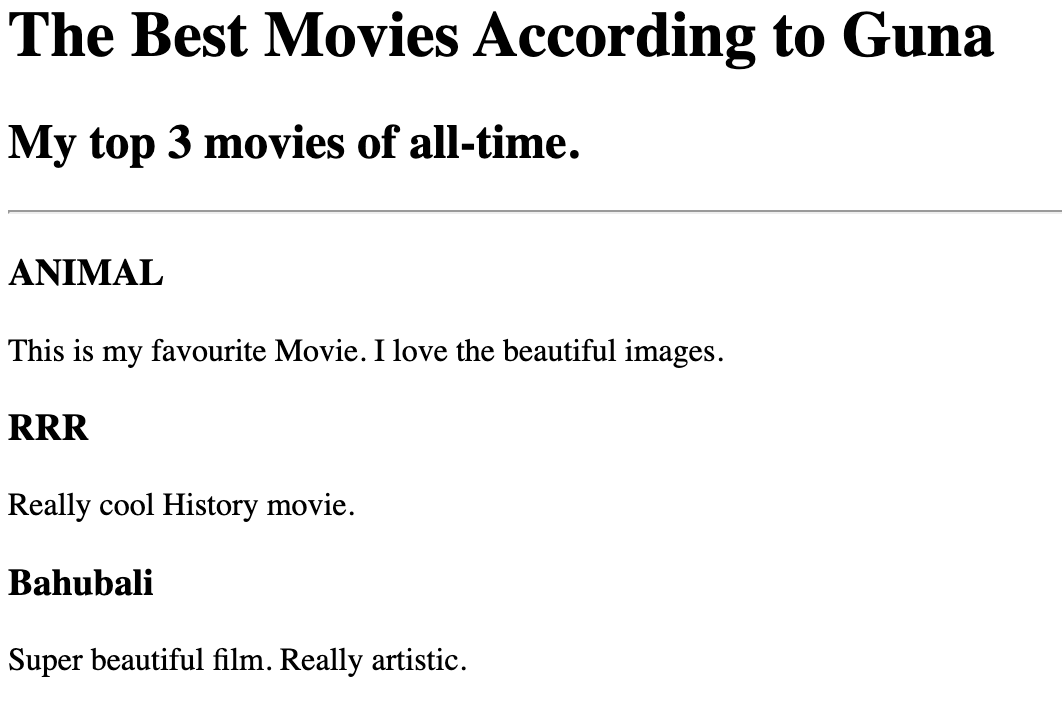 The Best Movies According to Guna
My top 3 movies of all-time.
ANIMAL
This is my favourite Movie. I love the beautiful images.
RRR
Really cool History movie.
Bahubali
Super beautiful film. Really artistic.